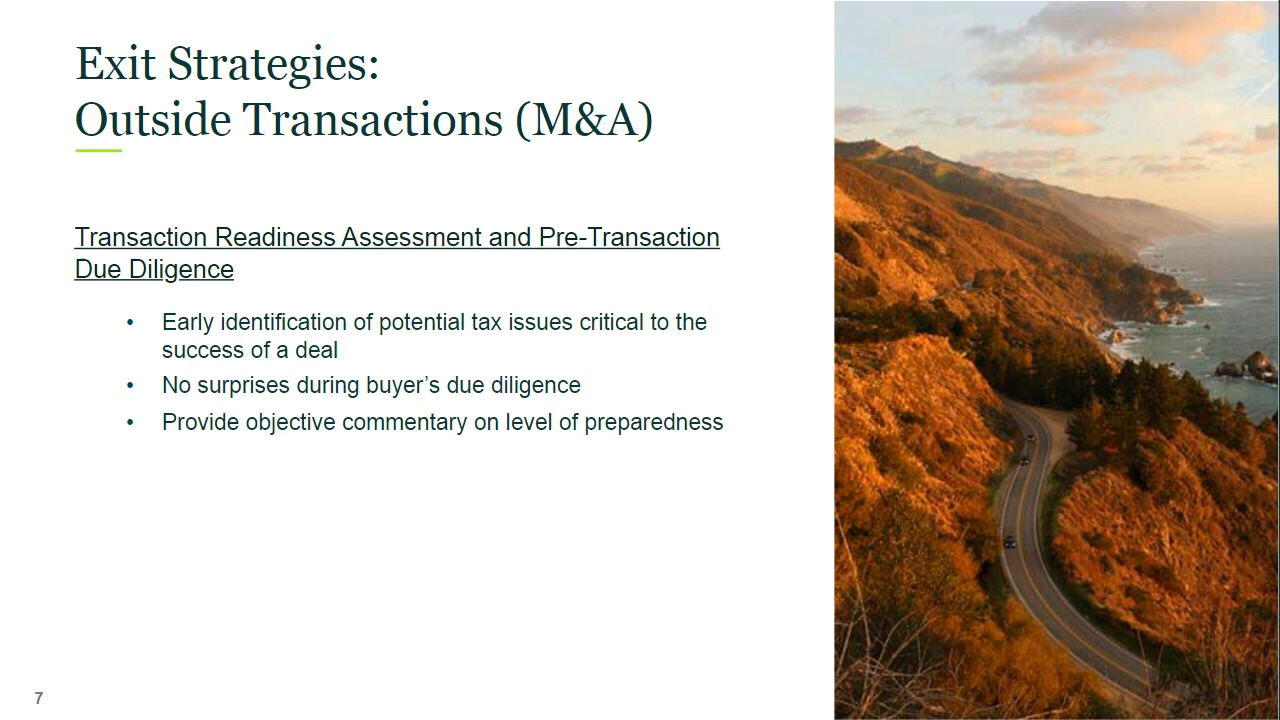 Exit Strategies:
Outside Transactions (M&A)
Transaction Readiness Assessment and Pre-Transaction
Due Diligence
• Early identification of potential tax issues critical to the
success of a deal
• No surprises during buyer’s due diligence
• Provide objective commentary on level of preparedness
7